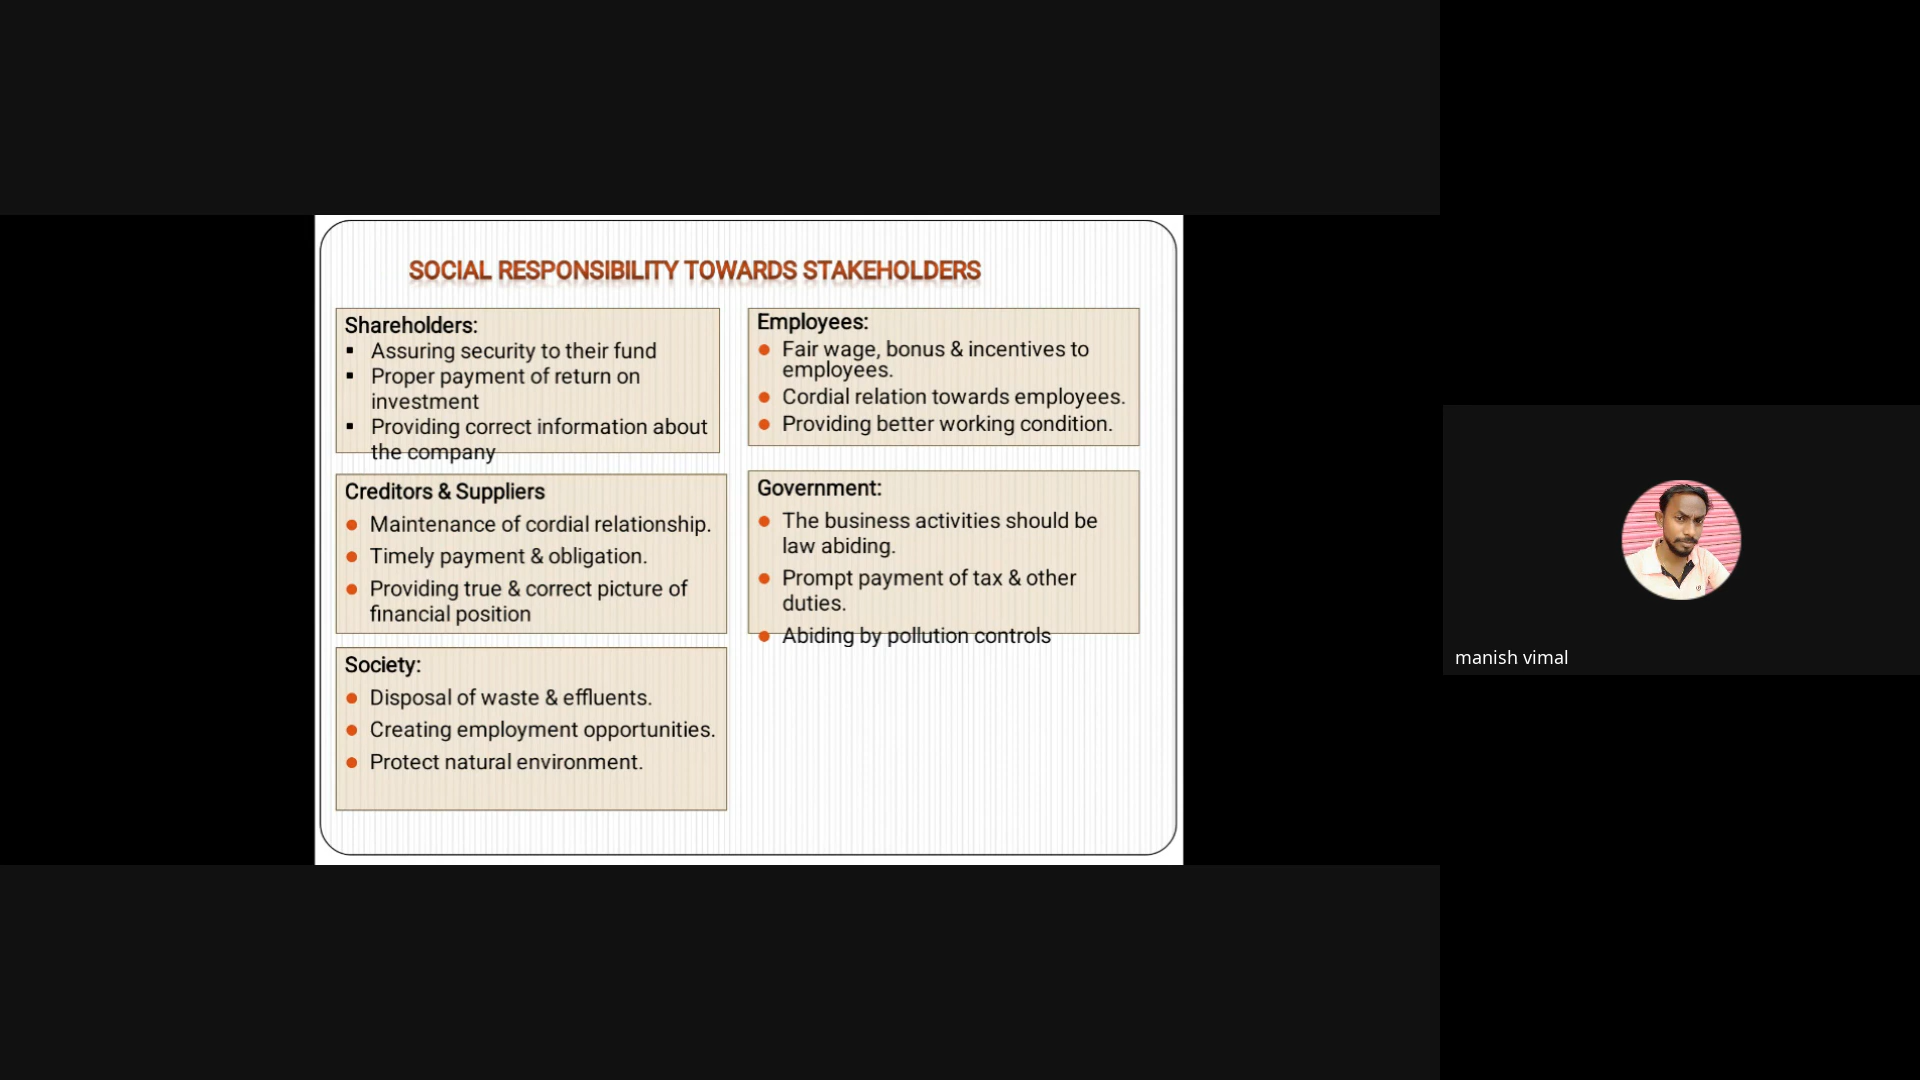 SOCIAL RESPONSIBILITY TOWARDS STAKEHOLDERS
Shareholders:
▪ Assuring security to their fund
▪ Proper payment of return on
investment
▪ Providing correct information about
the company
Employees:
● Fair wage, bonus & incentives to
employees.
● Cordial relation towards employees.
● Providing better working condition.
Creditors & Suppliers
● Maintenance of cordial relationship.
● Timely payment & obligation.
● Providing true & correct picture of
financial position
Government:
● The business activities should be
law abiding.
● Prompt payment of tax & other
duties.
● Abiding by pollution controls
Society:
● Disposal of waste & effluents.
● Creating employment opportunities.
● Protect natural environment.
manish vimal